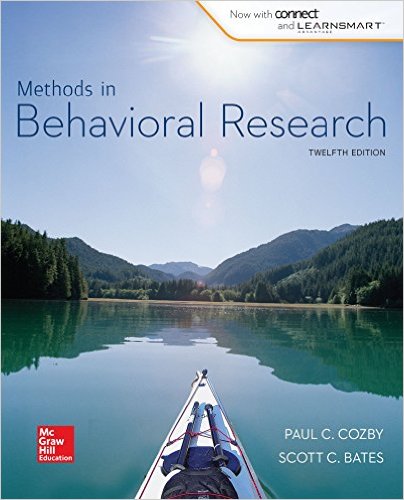 Now with connect
and LEARNSMART
ADVANTAGE
Methods in
Behavioral Research
TWELFTH EDITION
Mc
Graw
Hill
Education
PAUL C. COZBY
SCOTT C. BATES